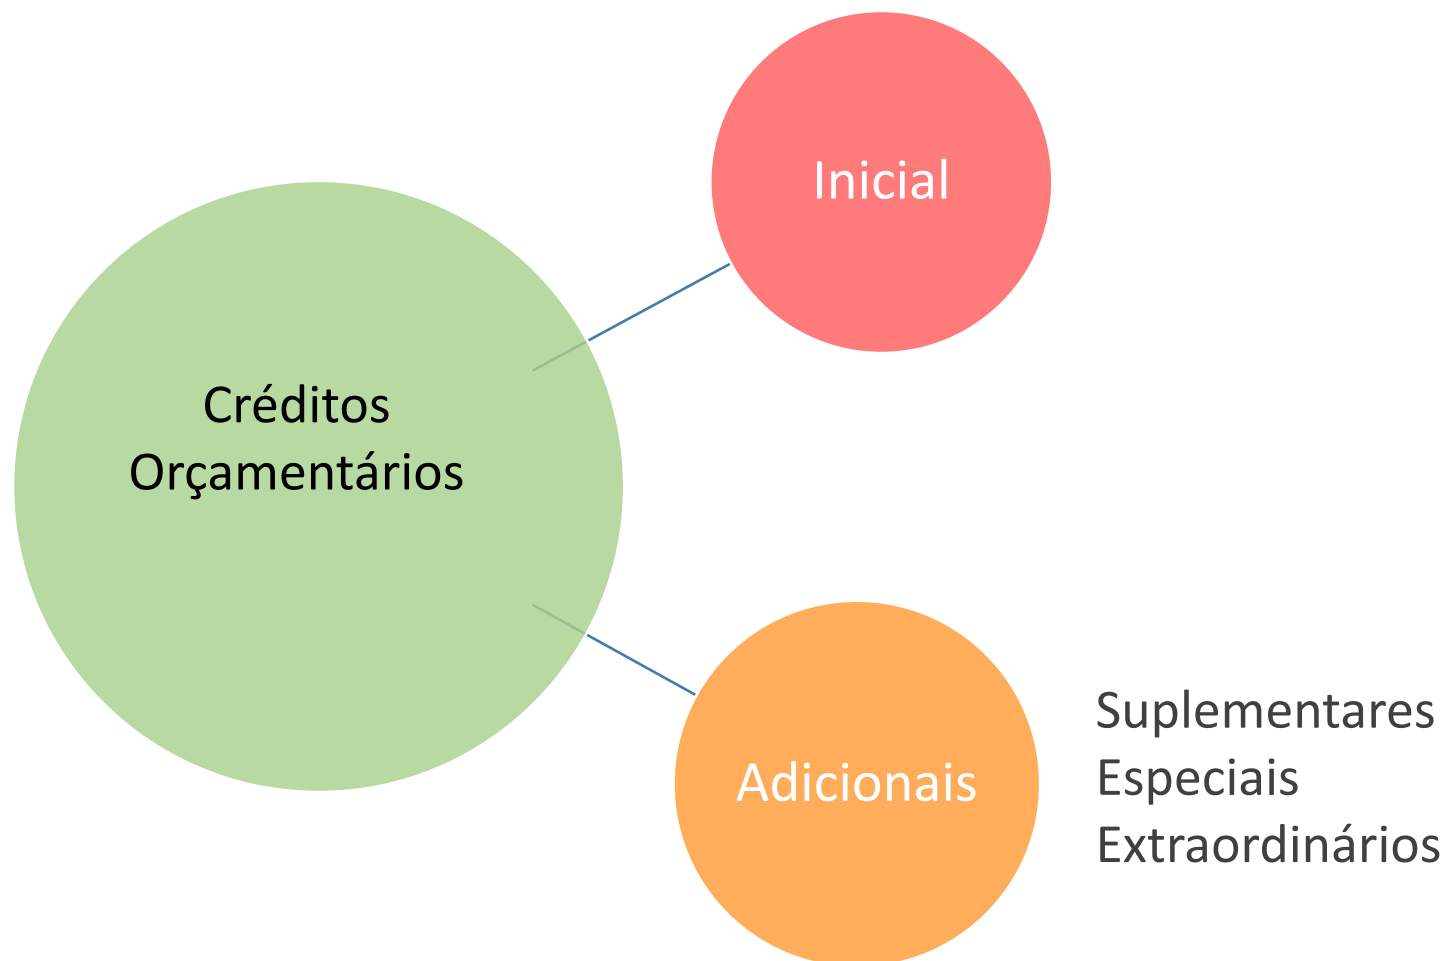 Inicial
Créditos
Orçamentários
Adicionais
Suplementares
Especiais
Extraordinários